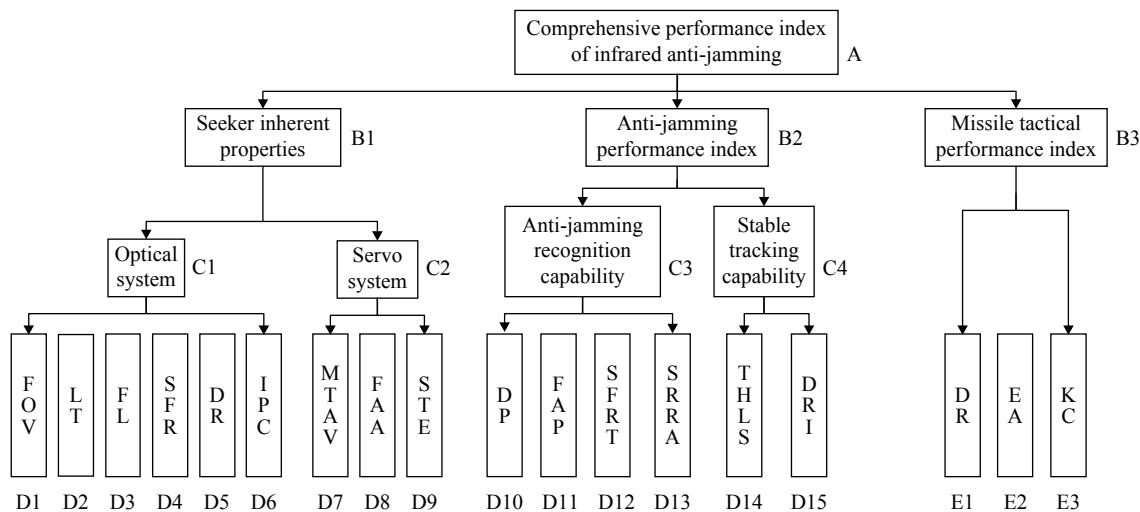 Comprehensive performance index
of infrared anti-jamming
A
Seeker inherent
properties
B1
Anti-jamming
performance index
B2
Missile tactical
performance index
B3
Optical
system
C1
Servo
system
C2
Anti-jamming
recognition
capability
C3
Stable
tracking
capability
C4
FOV
LT
FL
SFR
DR
IPC
MTAV
FAA
STE
DP
FAP
SFRT
SRRA
THLS
DRI
DR
EA
KC
D1 D2 D3 D4 D5 D6 D7 D8 D9 D10 D11 D12 D13 D14 D15 E1 E2 E3